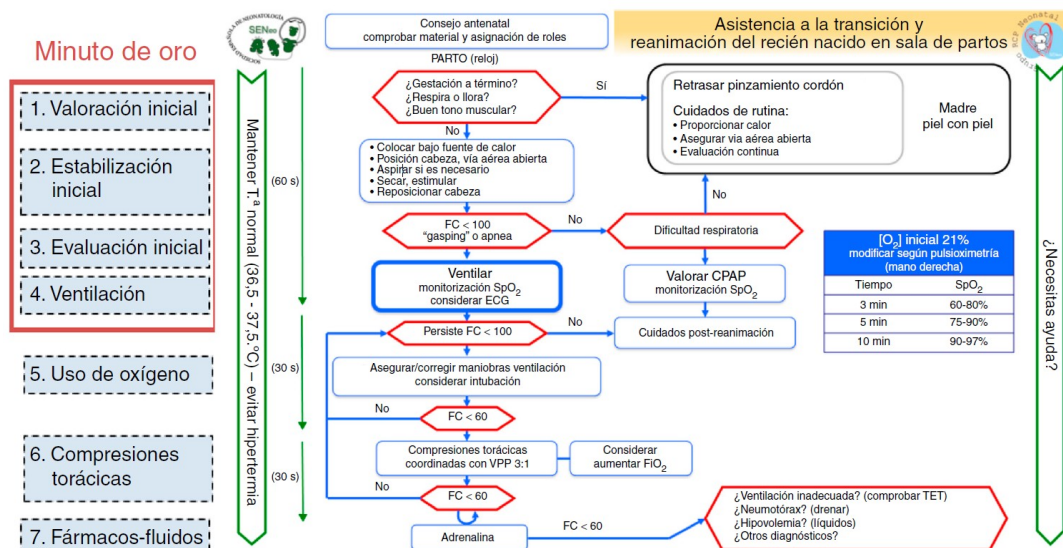 Minuto de oro
1. Valoración inicial
2. Estabilización
inicial
3. Evaluación inicial
4. Ventilación
5. Uso de oxígeno
6. Compresiones
torácicas
7. Fármacos-fluidos
SENeo
Mantener T.ª normal (36,5 - 37,5.ºC) – evitar hipertermia
(60 s)
(30 s)
(30 s)
Consejo antenatal
comprobar material y asignación de roles
PARTO (reloj)
¿Gestación a término?
¿Respira o llora?
¿Buen tono muscular?
Sí
No
• Colocar bajo fuente de calor
• Posición cabeza, vía aérea abierta
• Aspirar si es necesario
• Secar, estimular
• Reposicionar cabeza
FC < 100
"gasping" o apnea
No
Ventilar
monitorización SpO₂
considerar ECG
Persiste FC < 100
No
Asegurar/corregir maniobras ventilación
considerar intubación
No
FC < 60
Compresiones torácicas
coordinadas con VPP 3:1
Considerar
aumentar FiO₂
No
FC < 60
Adrenalina
FC < 60
¿Ventilación inadecuada? (comprobar TET)
¿Neumotórax? (drenar)
¿Hipovolemia? (líquidos)
¿Otros diagnósticos?
Asistencia a la transición y
reanimación del recién nacido en sala de partos
Retrasar pinzamiento cordón
Cuidados de rutina:
• Proporcionar calor
• Asegurar via aérea abierta
• Evaluación continua
Madre
piel con piel
No
Dificultad respiratoria
Valorar CPAP
monitorización SpO₂
Cuidados post-reanimación
[O₂] inicial 21%
modificar según pulsioximetría
(mano derecha)
Tiempo SpO₂
3 min 60-80%
5 min 75-90%
10 min 90-97%
¿Necesitas ayuda?